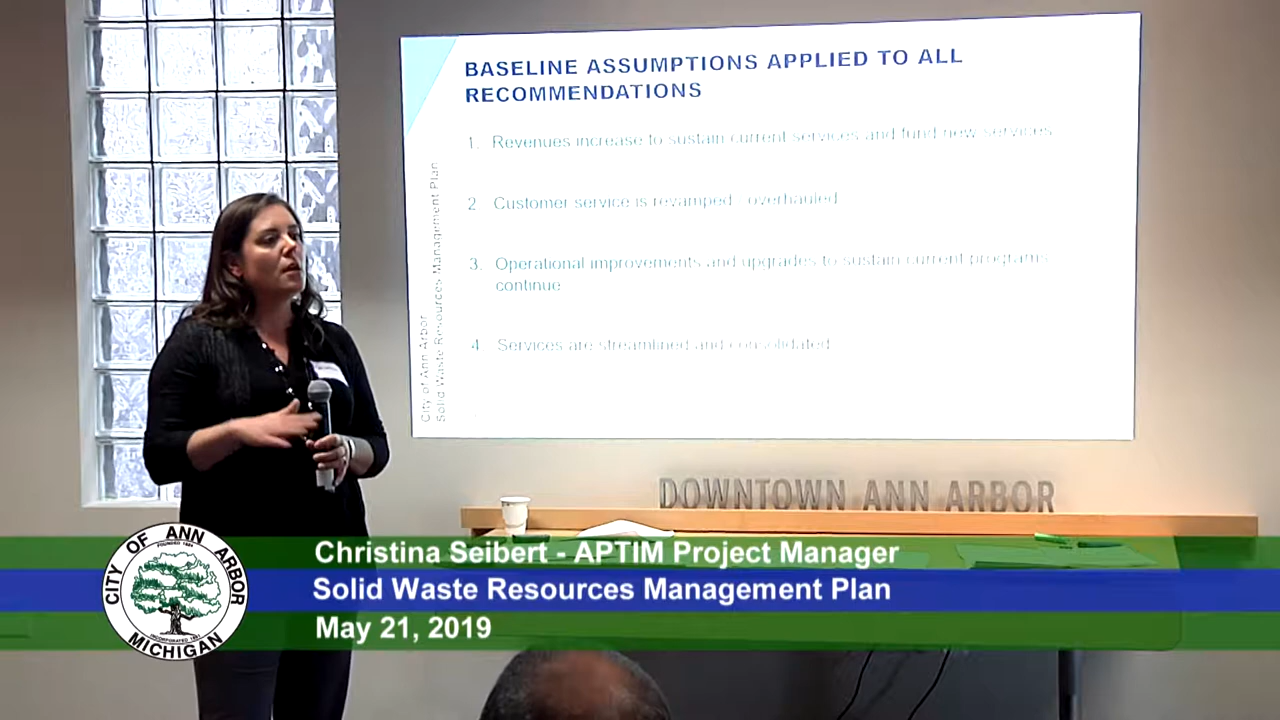 BASELINE ASSUMPTIONS APPLIED TO ALL
RECOMMENDATIONS
1. Revenues increase to sustain current services and fund new services
2 Customer service is revamped overhauled
3. Operational improvements and upgrades to sustain current programs
continue
4 Services are streamlined and consolidated
City of Ann Arbor
Solid Waste Resources Management Plan
DOWNTOWN ANN ARBOR
CITY OF ANN ARBOR
MICHIGAN
Christina Seibert - APTIM Project Manager
Solid Waste Resources Management Plan
May 21, 2019